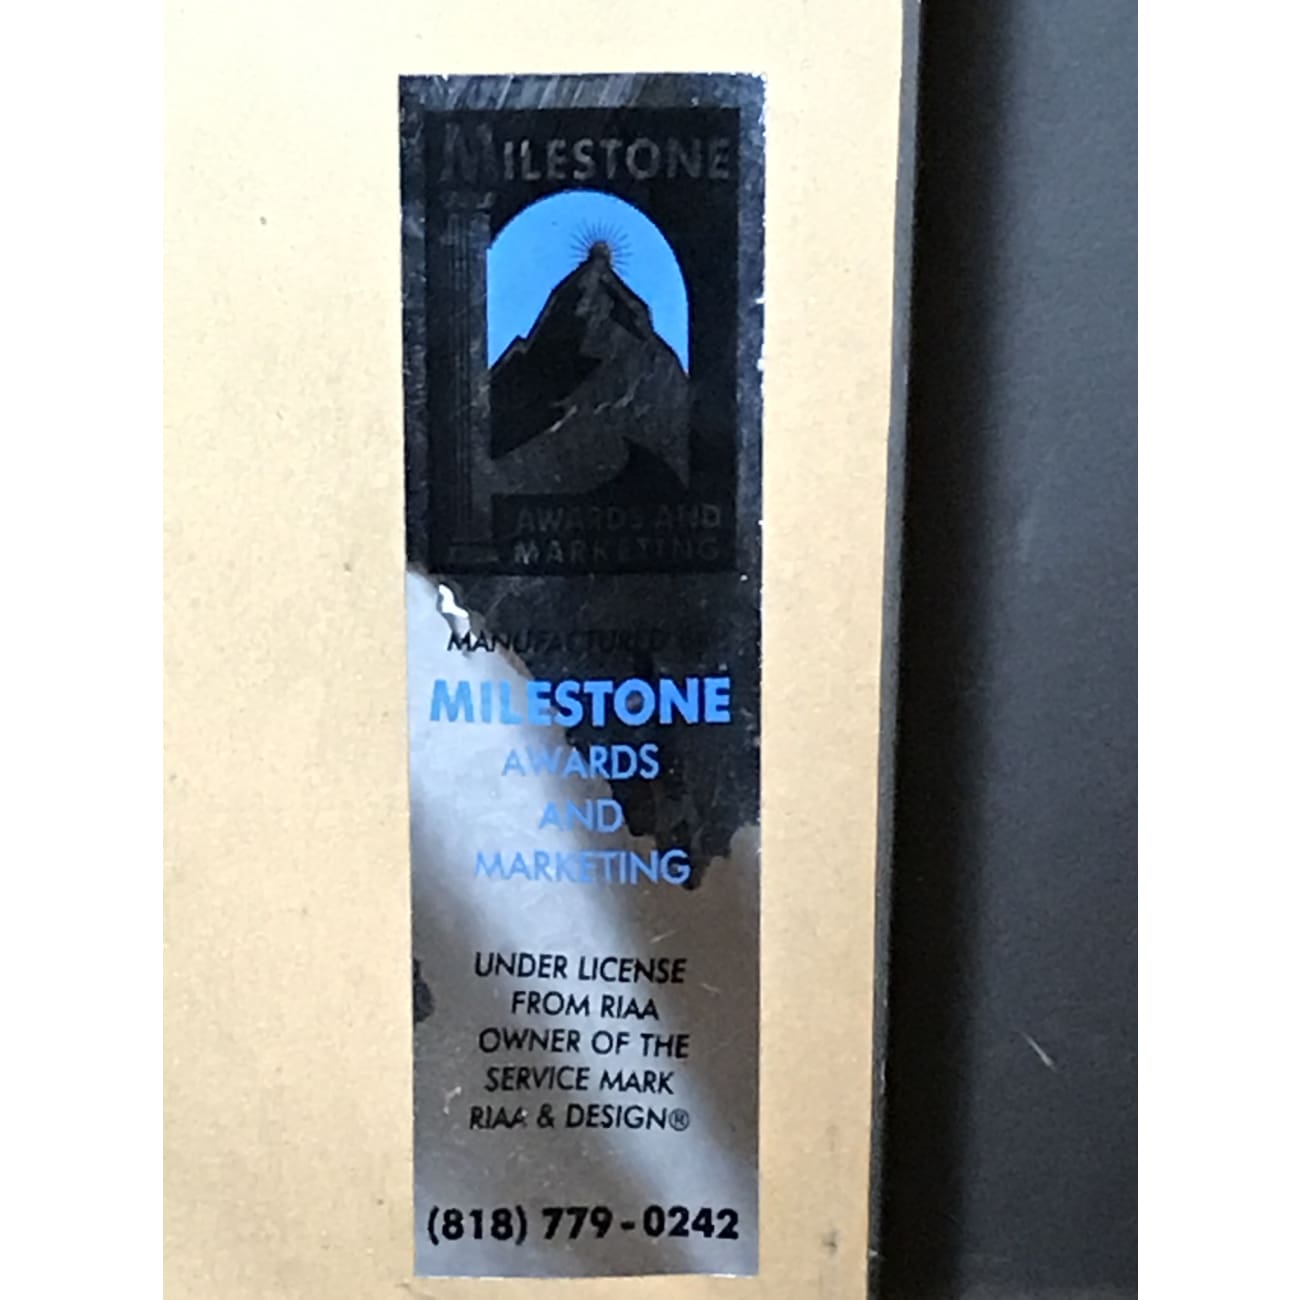 MILESTONE
AWARDS AND
MARKETING
MANUFACTURED BY
MILESTONE
AWARDS
AND
MARKETING
UNDER LICENSE
FROM RIAA
OWNER OF THE
SERVICE MARK
RIAA & DESIGN®
(818) 779-0242